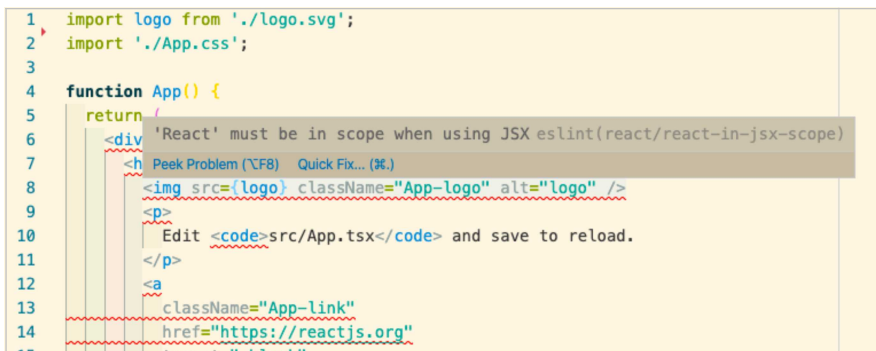 1 import logo from './logo.svg';
2 import './App.css';
3
4 function App() {
5 return (
6 <div
'React' must be in scope when using JSX eslint(react/react-in-jsx-scope)
7 <h
Peek Problem (⌥F8) Quick Fix... (⌘.)
8 <img src={logo} className="App-logo" alt="logo" />
9 <p>
10 Edit <code>src/App.tsx</code> and save to reload.
11 </p>
12 <a
13 className="App-link"
14 href="https://reactjs.org"